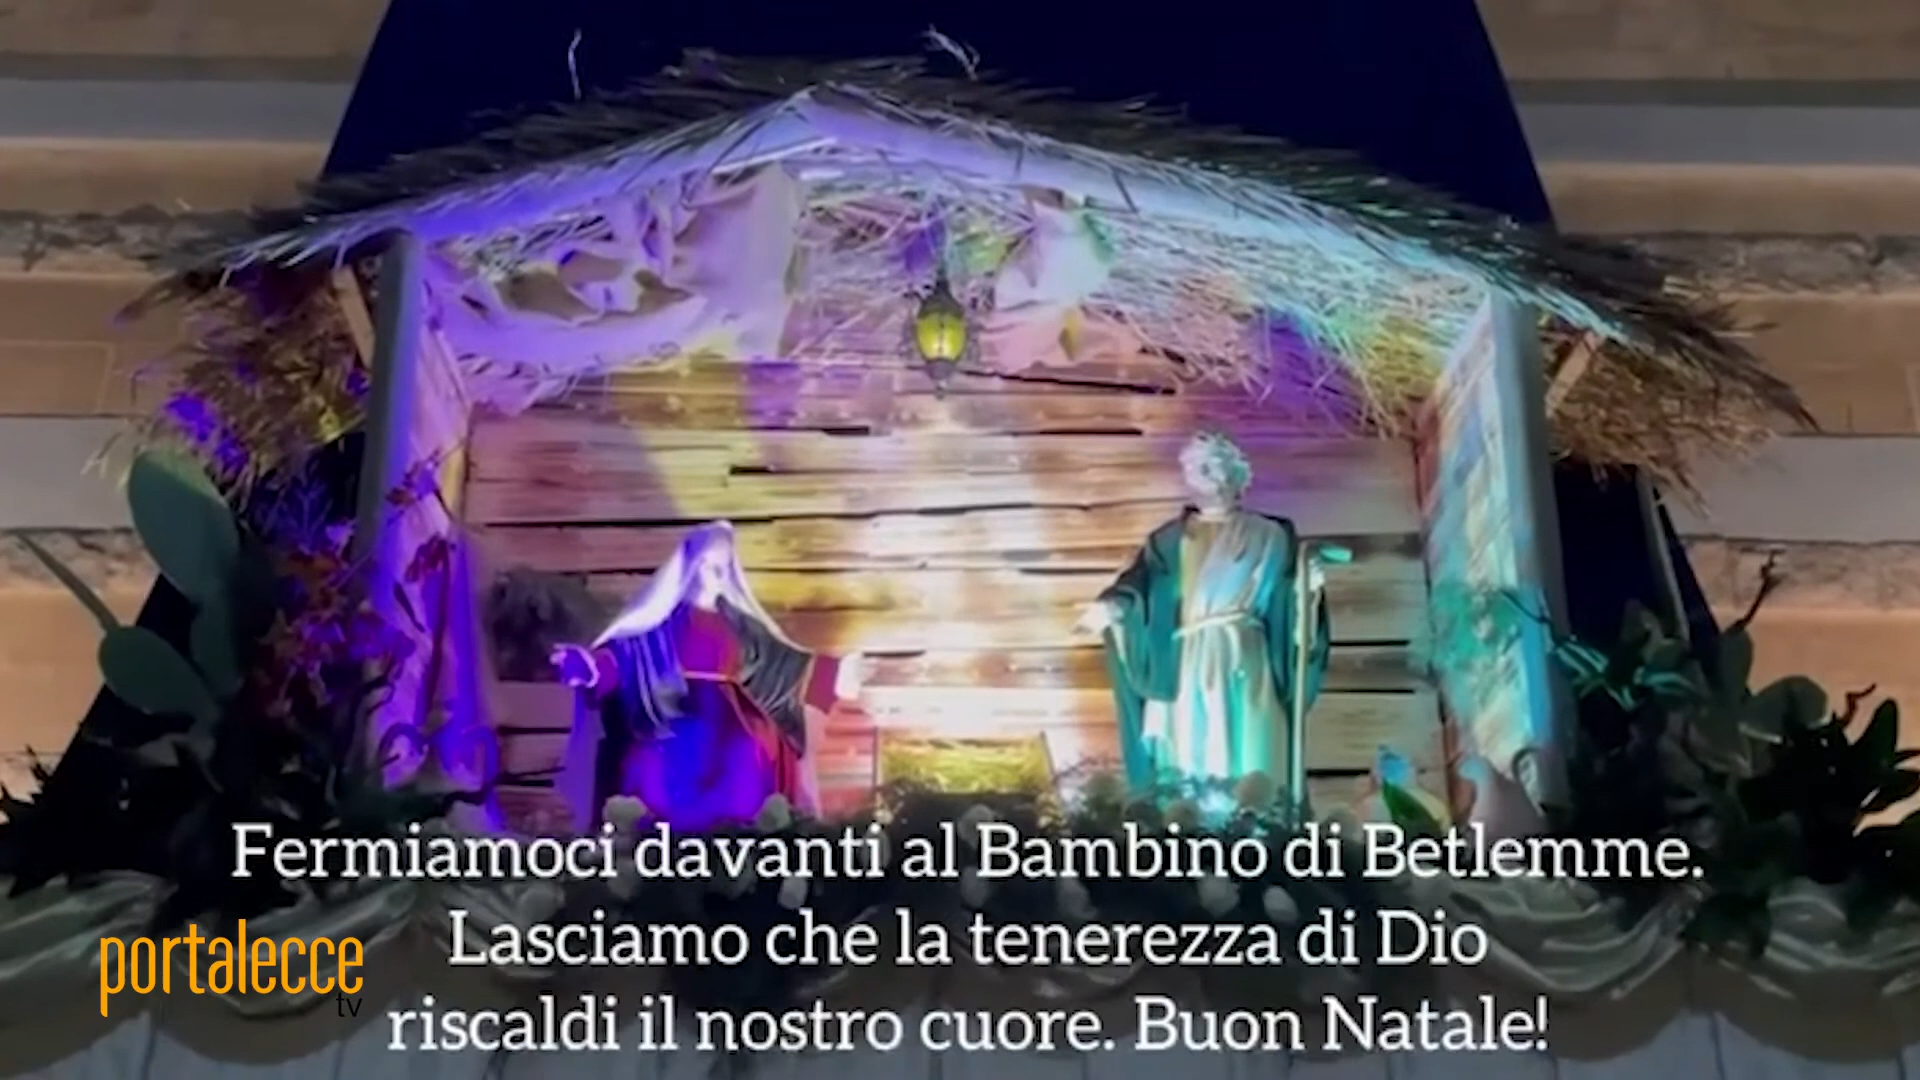 Fermiamoci davanti al Bambino di Betlemme.
Lasciamo che la tenerezza di Dio
riscaldi il nostro cuore. Buon Natale!
portalecce
tv